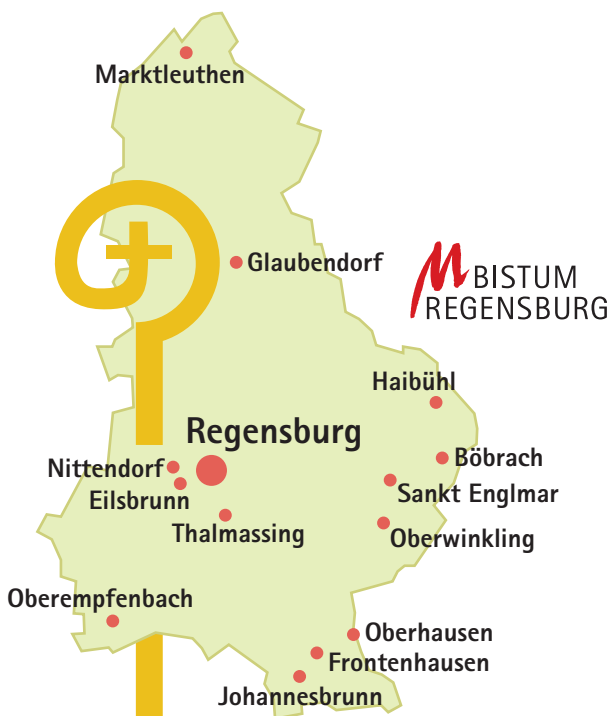 Marktleuthen
Glaubendorf
BISTUM
REGENSBURG
Haibühl
Regensburg
Böbrach
Nittendorf
Sankt Englmar
Eilsbrunn
Thalmassing
Oberwinkling
Oberempfenbach
Oberhausen
Frontenhausen
Johannesbrunn